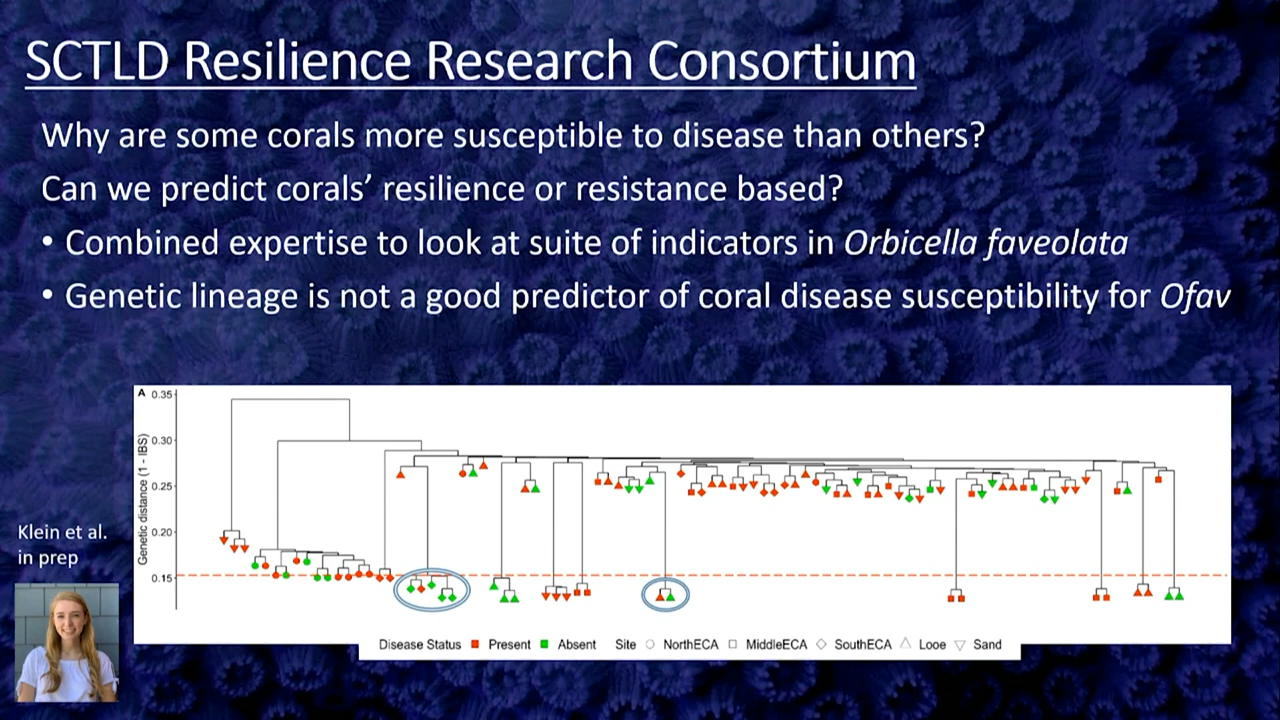 SCTLD Resilience Research Consortium
Why are some corals more susceptible to disease than others?
Can we predict corals’ resilience or resistance based?
• Combined expertise to look at suite of indicators in Orbicella faveolata
• Genetic lineage is not a good predictor of coral disease susceptibility for Ofav
A
Genetic distance (1 - IBS)
0.35
0.30
0.25
0.20
0.15
Klein et al.
in prep
Disease Status Present Absent Site NorthECA MiddleECA SouthECA Looe Sand